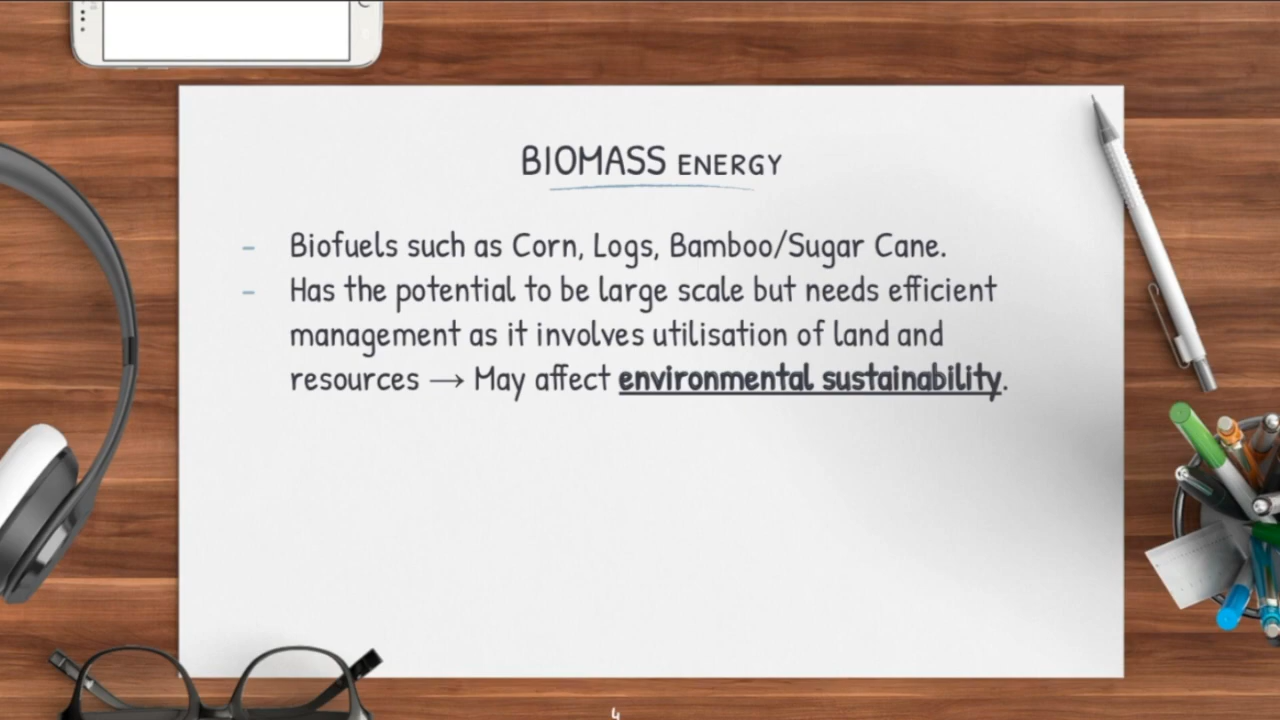 BIOMASS ENERGY
- Biofuels such as Corn, Logs, Bamboo/Sugar Cane.
- Has the potential to be large scale but needs efficient
management as it involves utilisation of land and
resources → May affect environmental sustainability.
4